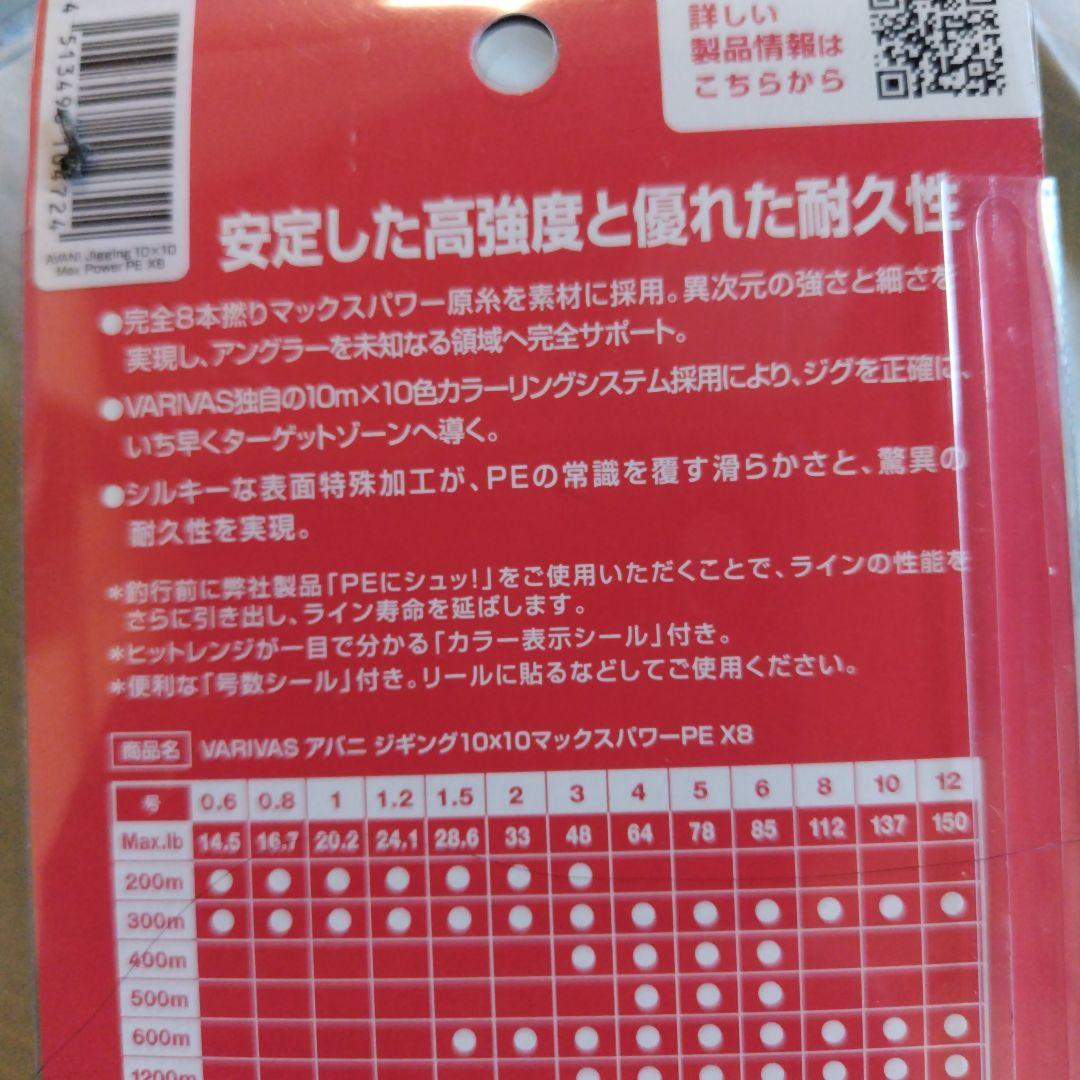 詳しい
製品情報は
こちらから
AVANI Jigging 10×10
Max Power PE X8
安定した高強度と優れた耐久性
●完全8本撚りマックスパワー原糸を素材に採用。異次元の強さと細さを
実現し、アングラーを未知なる領域へ完全サポート。
●VARIVAS独自の10m×10色カラーリングシステム採用により、ジグを正確に、
いち早くターゲットゾーンへ導く。
●シルキーな表面特殊加工が、PEの常識を覆す滑らかさと、驚異の
耐久性を実現。
*釣行前に弊社製品「PEにシュッ!」をご使用いただくことで、ラインの性能を
さらに引き出し、ライン寿命を延ばします。
*ヒットレンジが一目で分かる「カラー表示シール」付き。
*便利な「号数シール」付き。リールに貼るなどしてご使用ください。
商品名 VARIVAS アバニ ジギング10x10マックスパワーPE X8
号 0.6 0.8 1 1.2 1.5 2 3 4 5 6 8 10 12
Max.lb 14.5 16.7 20.2 24.1 28.6 33 48 64 78 85 112 137 150
200m ● ● ● ● ● ● ●
300m ● ● ● ● ● ● ● ● ● ● ● ● ●
400m ● ● ● ●
500m ● ● ●
600m ● ● ● ● ● ● ● ● ●
1200m ● ● ● ● ● ● ●